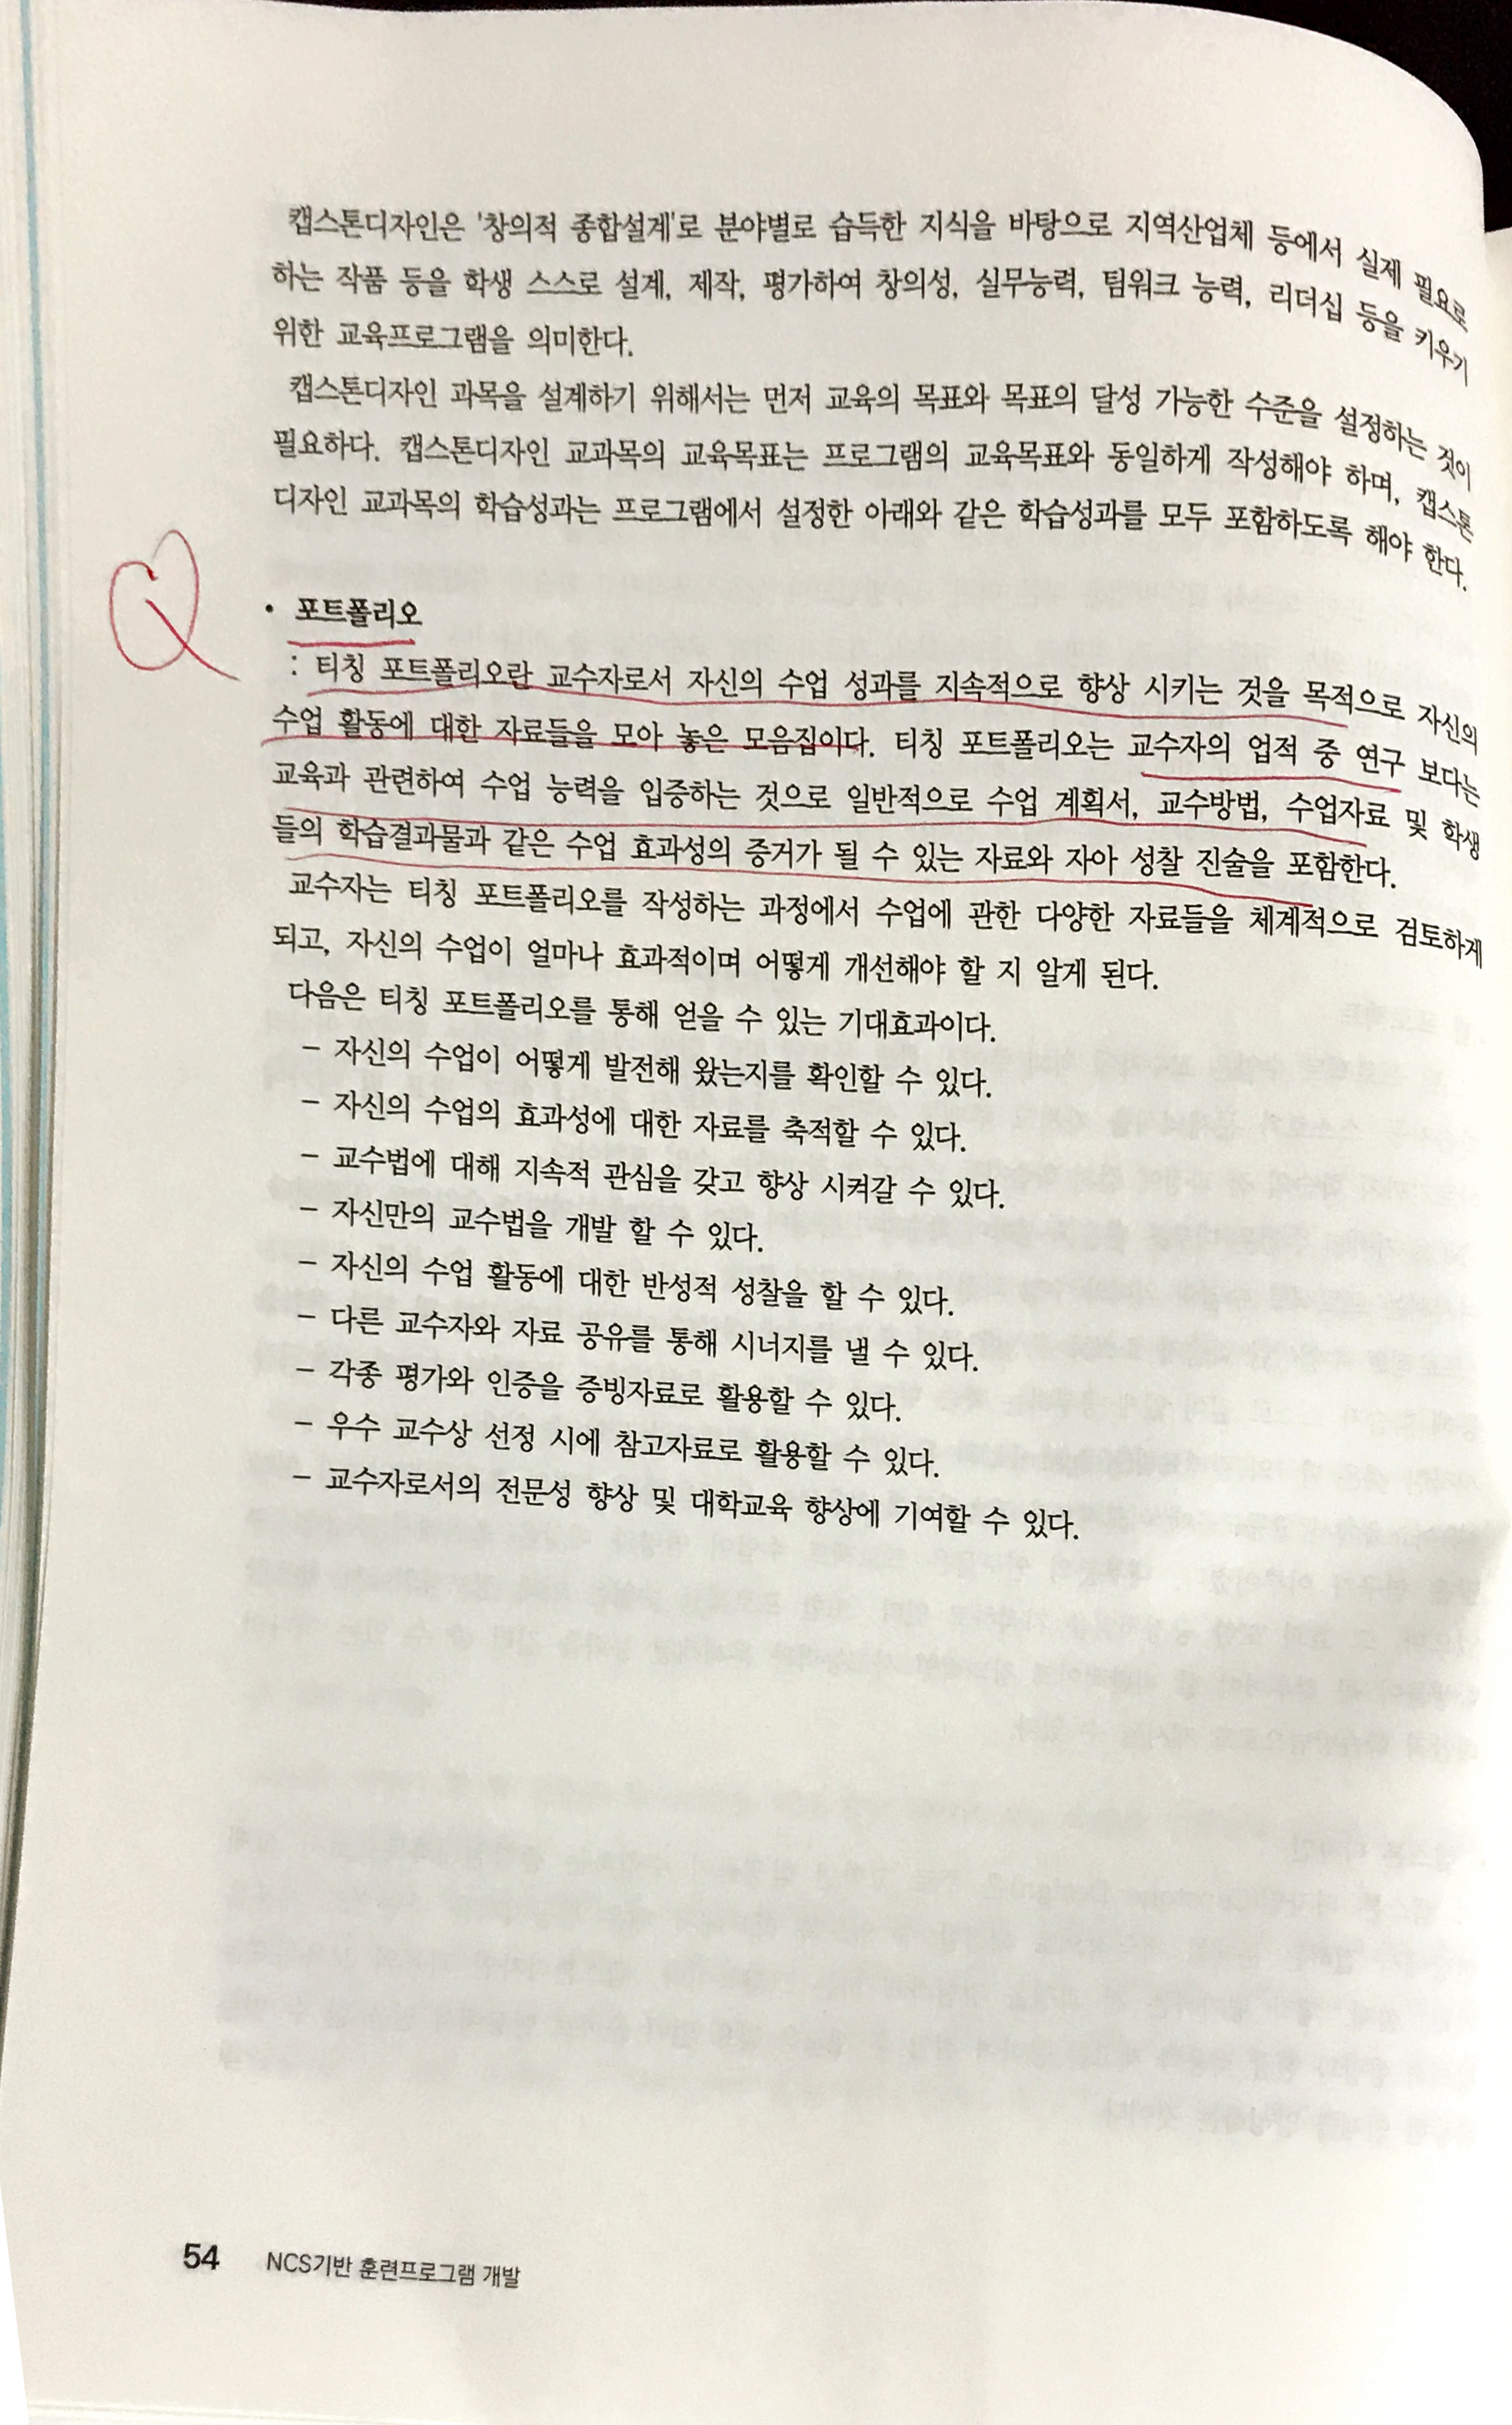 캡스톤디자인은 '창의적 종합설계'로 분야별로 습득한 지식을 바탕으로 지역산업체 등에서 실제 필요로
하는 작품 등을 학생 스스로 설계, 제작, 평가하여 창의성, 실무능력, 팀워크 능력, 리더십 등을 키우기
위한 교육프로그램을 의미한다.
캡스톤디자인 과목을 설계하기 위해서는 먼저 교육의 목표와 목표의 달성 가능한 수준을 설정하는 것이
필요하다. 캡스톤디자인 교과목의 교육목표는 프로그램의 교육목표와 동일하게 작성해야 하며, 캡스톤
디자인 교과목의 학습성과는 프로그램에서 설정한 아래와 같은 학습성과를 모두 포함하도록 해야 한다.
• 포트폴리오
: 티칭 포트폴리오란 교수자로서 자신의 수업 성과를 지속적으로 향상 시키는 것을 목적으로 자신의
수업 활동에 대한 자료들을 모아 놓은 모음집이다. 티칭 포트폴리오는 교수자의 업적 중 연구 보다는
교육과 관련하여 수업 능력을 입증하는 것으로 일반적으로 수업 계획서, 교수방법, 수업자료 및 학생
들의 학습결과물과 같은 수업 효과성의 증거가 될 수 있는 자료와 자아 성찰 진술을 포함한다.
교수자는 티칭 포트폴리오를 작성하는 과정에서 수업에 관한 다양한 자료들을 체계적으로 검토하게
되고, 자신의 수업이 얼마나 효과적이며 어떻게 개선해야 할 지 알게 된다.
다음은 티칭 포트폴리오를 통해 얻을 수 있는 기대효과이다.
– 자신의 수업이 어떻게 발전해 왔는지를 확인할 수 있다.
– 자신의 수업의 효과성에 대한 자료를 축적할 수 있다.
– 교수법에 대해 지속적 관심을 갖고 향상 시켜갈 수 있다.
– 자신만의 교수법을 개발 할 수 있다.
– 자신의 수업 활동에 대한 반성적 성찰을 할 수 있다.
– 다른 교수자와 자료 공유를 통해 시너지를 낼 수 있다.
– 각종 평가와 인증을 증빙자료로 활용할 수 있다.
– 우수 교수상 선정 시에 참고자료로 활용할 수 있다.
– 교수자로서의 전문성 향상 및 대학교육 향상에 기여할 수 있다.
54 NCS기반 훈련프로그램 개발